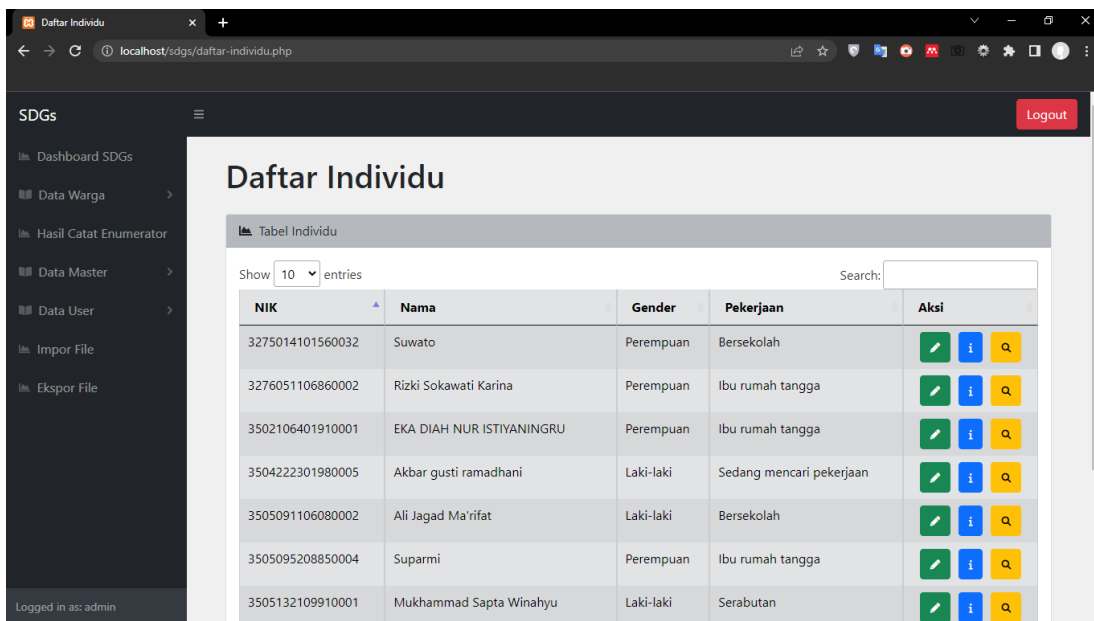 Daftar Individu
localhost/sdgs/daftar-individu.php
SDGs
Logout
Dashboard SDGs
Data Warga
Hasil Catat Enumerator
Data Master
Data User
Impor File
Ekspor File
Logged in as: admin
Daftar Individu
Tabel Individu
Show 10 entries Search:
NIK Nama Gender Pekerjaan Aksi
3275014101560032 Suwato Perempuan Bersekolah
3276051106860002 Rizki Sokawati Karina Perempuan Ibu rumah tangga
3502106401910001 EKA DIAH NUR ISTIYANINGRU Perempuan Ibu rumah tangga
3504222301980005 Akbar gusti ramadhani Laki-laki Sedang mencari pekerjaan
3505091106080002 Ali Jagad Ma'rifat Laki-laki Bersekolah
3505095208850004 Suparmi Perempuan Ibu rumah tangga
3505132109910001 Mukhammad Sapta Winahyu Laki-laki Serabutan